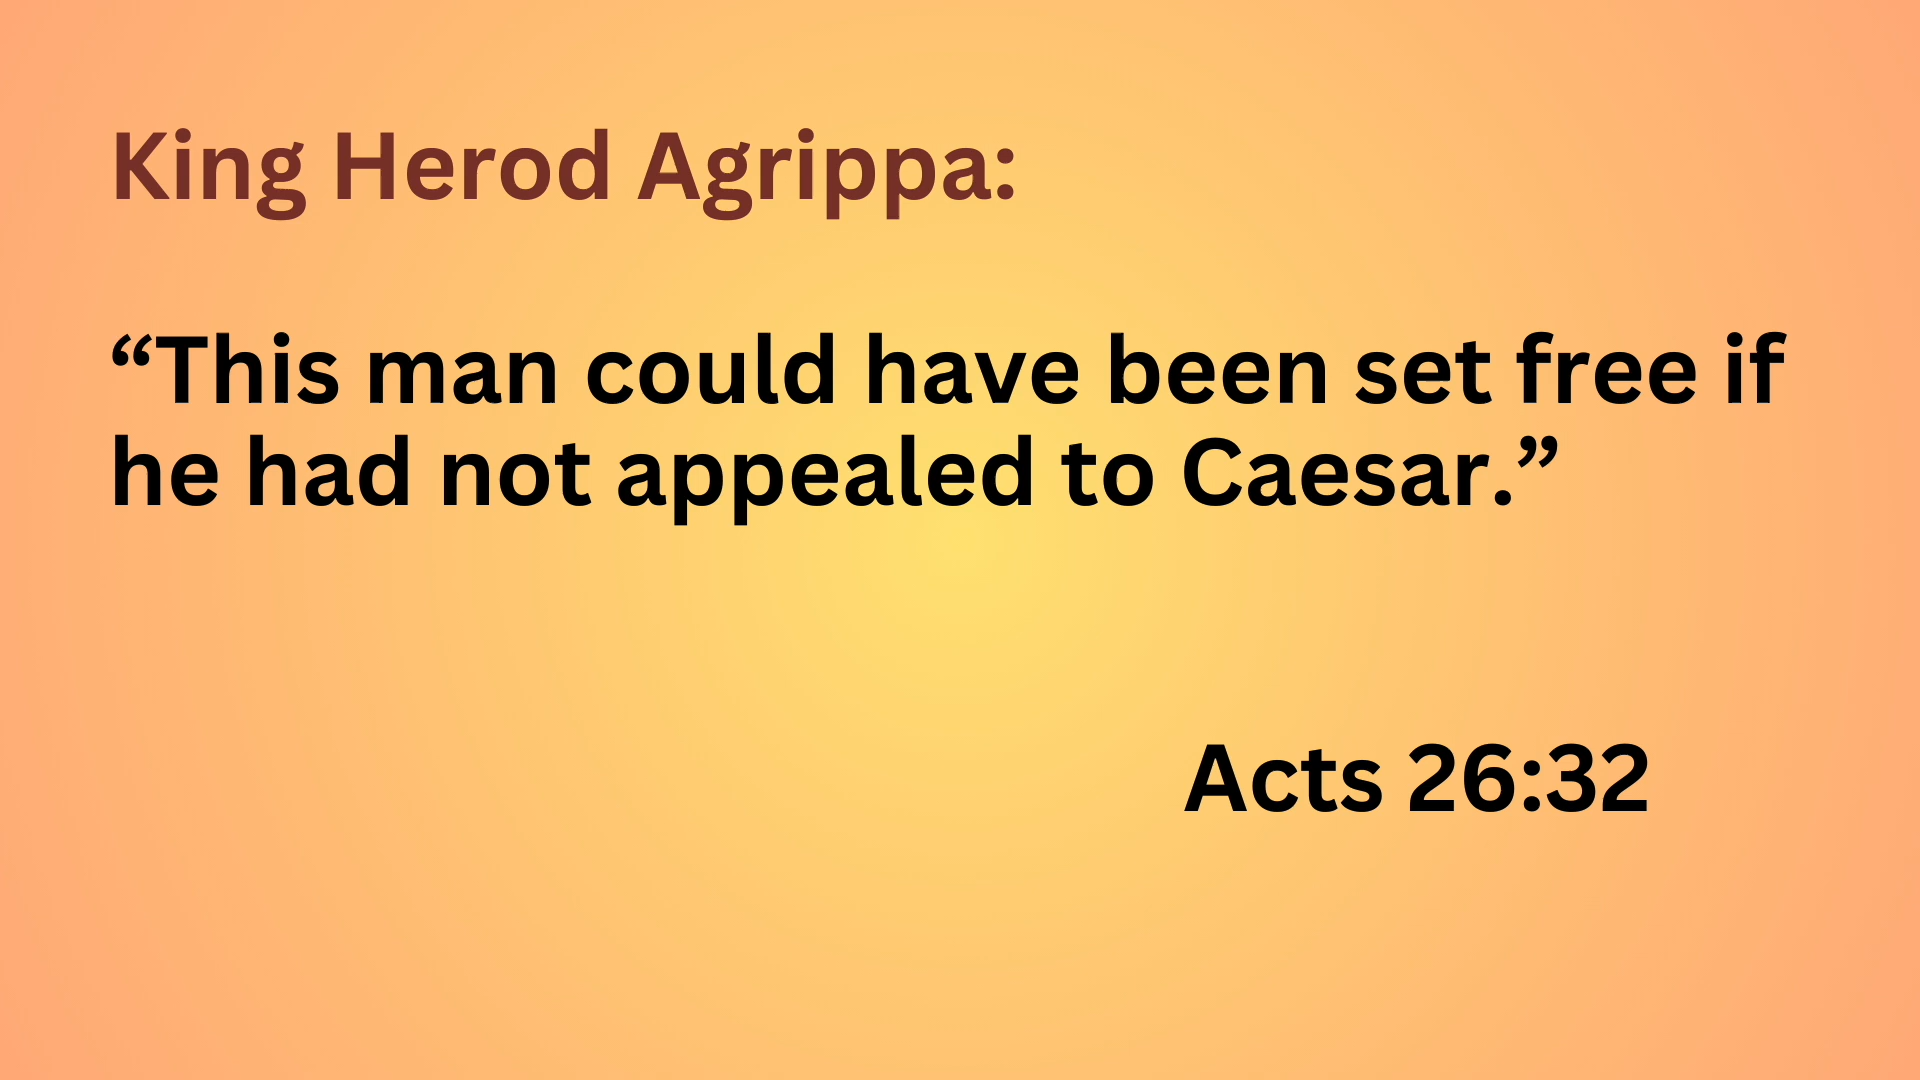 King Herod Agrippa:
“This man could have been set free if
he had not appealed to Caesar.”
Acts 26:32